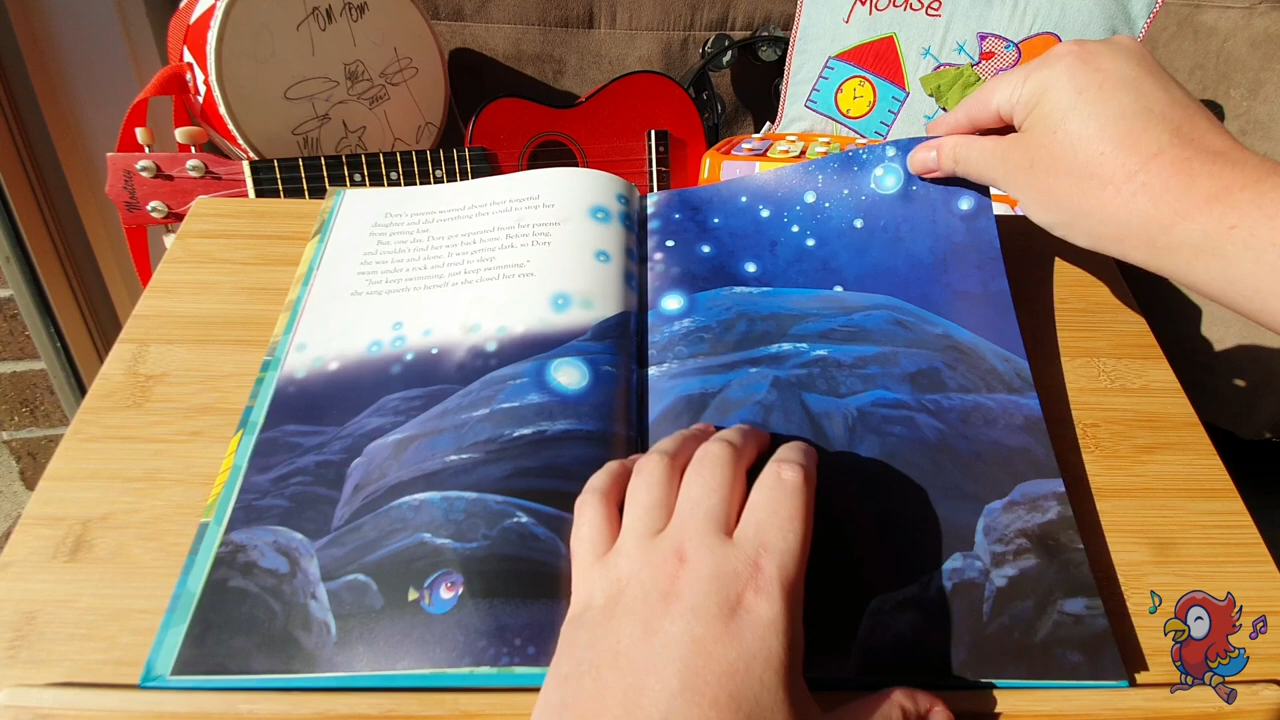 Tom Tom
Mouse
Monterey
Dory's parents worried about their forgetful
daughter and did everything they could to stop her
from getting lost.
But, one day, Dory got separated from her parents
and couldn't find her way back home. Before long,
she was lost and alone. It was getting dark, so Dory
swam under a rock and tried to sleep.
"Just keep swimming, just keep swimming,"
she sang quietly to herself as she closed her eyes.